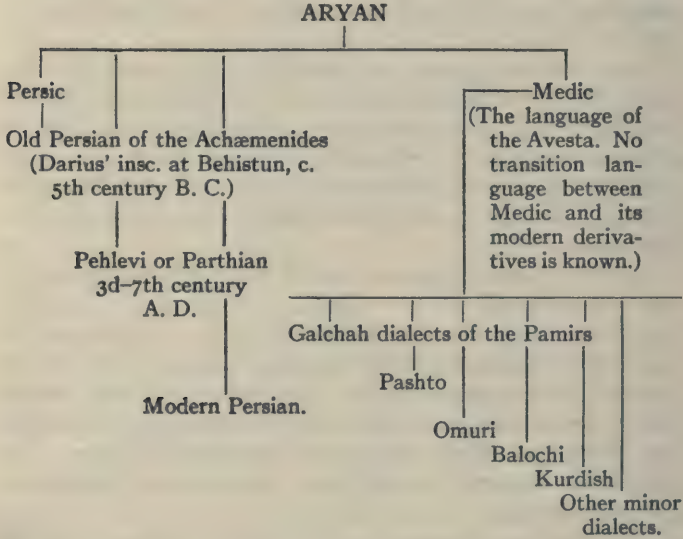 ARYAN
Persic
Old Persian of the Achæmenides
(Darius' insc. at Behistun, c.
5th century B. C.)
Pehlevi or Parthian
3d–7th century
A. D.
Modern Persian.
Medic
(The language of
the Avesta. No
transition lan-
guage between
Medic and its
modern deriva-
tives is known.)
Galchah dialects of the Pamirs
Pashto
Omuri
Balochi
Kurdish
Other minor
dialects.